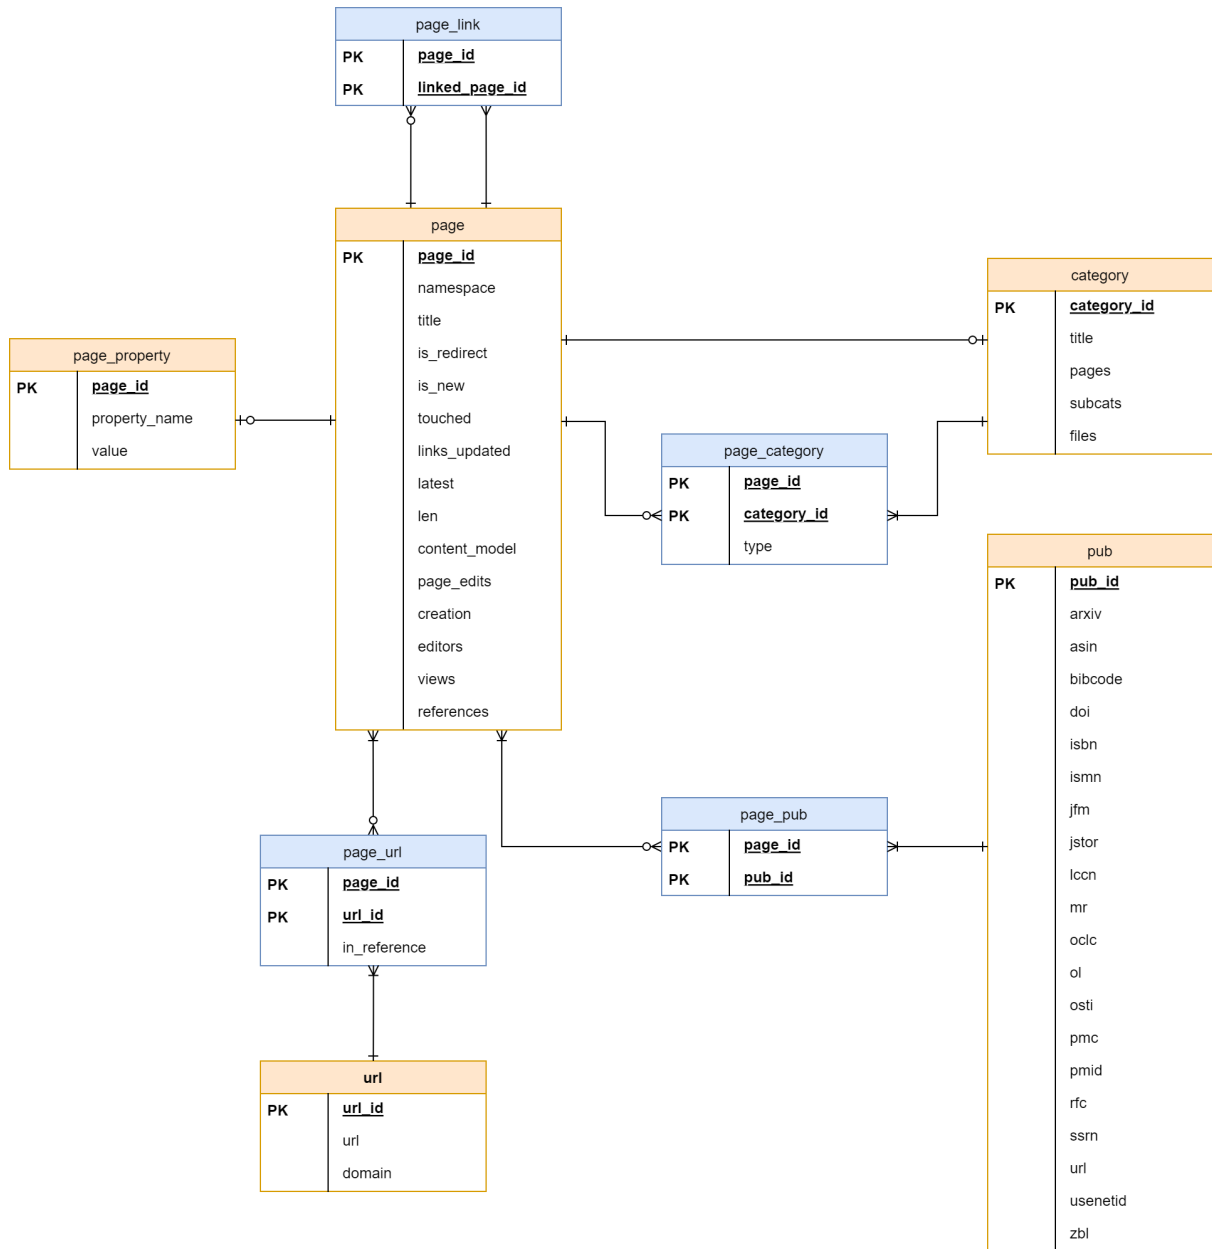 page_link
PK page_id
PK linked_page_id
page
PK page_id
namespace
title
is_redirect
is_new
touched
links_updated
latest
len
content_model
page_edits
creation
editors
views
references
category
PK category_id
title
pages
subcats
files
page_property
PK page_id
property_name
value
page_category
PK page_id
PK category_id
type
pub
PK pub_id
arxiv
asin
bibcode
doi
isbn
ismn
jfm
jstor
lccn
mr
oclc
ol
osti
pmc
pmid
rfc
ssrn
url
usenetid
zbl
page_pub
PK page_id
PK pub_id
page_url
PK page_id
PK url_id
in_reference
url
PK url_id
url
domain